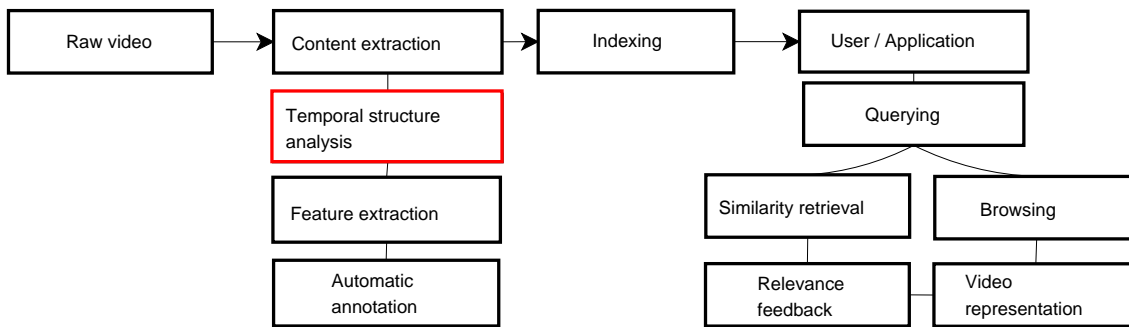 Raw video
Content extraction
Indexing
User / Application
Temporal structure
analysis
Querying
Feature extraction
Similarity retrieval
Browsing
Automatic
annotation
Relevance
feedback
Video
representation